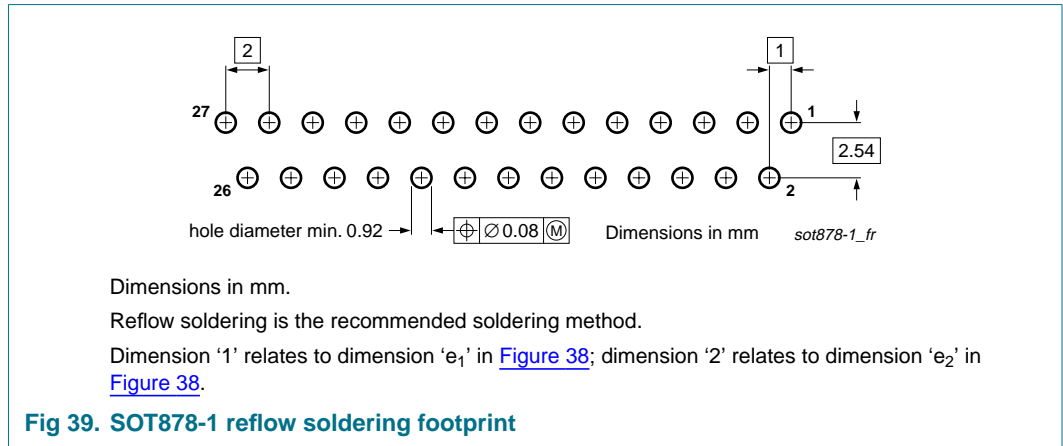 2
1
27
1
2.54
26
2
hole diameter min. 0.92
∅ 0.08 Ⓜ
Dimensions in mm
sot878-1_fr
Dimensions in mm.
Reflow soldering is the recommended soldering method.
Dimension ‘1’ relates to dimension ‘e1’ in Figure 38; dimension ‘2’ relates to dimension ‘e2’ in
Figure 38.
Fig 39. SOT878-1 reflow soldering footprint